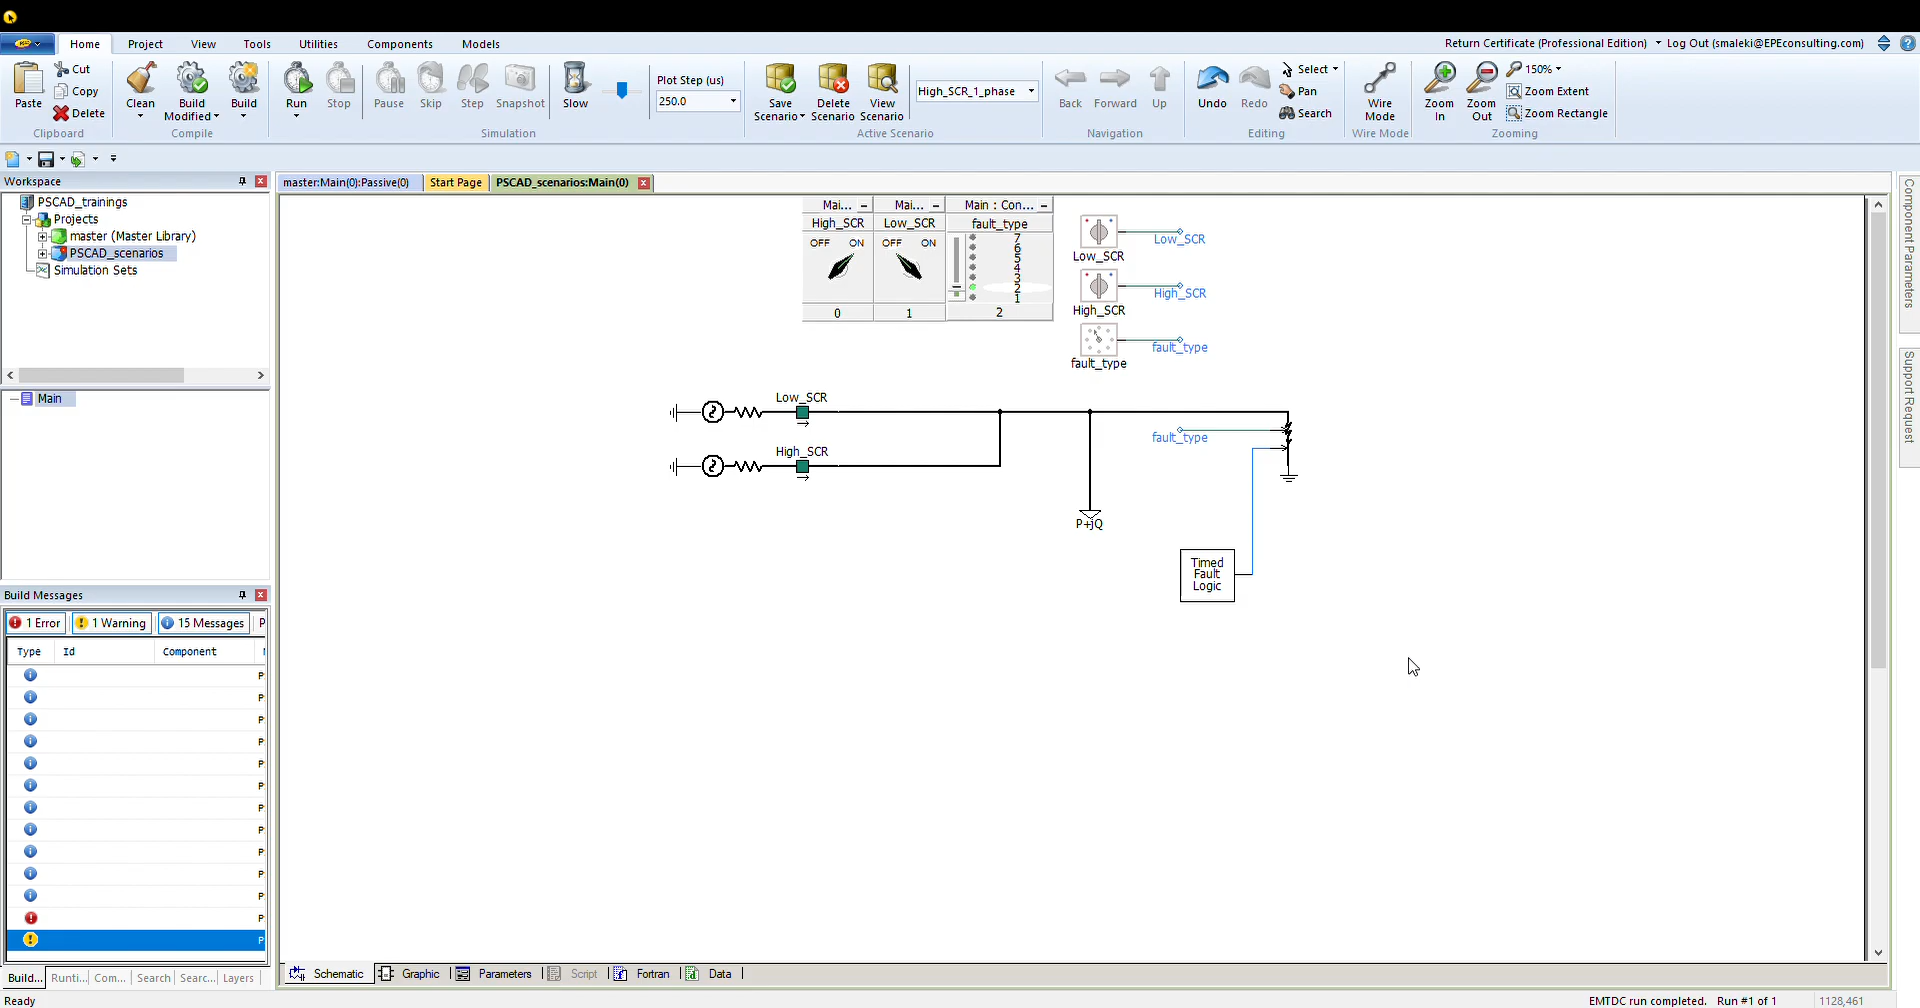 Home Project View Tools Utilities Components Models
Return Certificate (Professional Edition) Log Out (smaleki@EPEconsulting.com)
Paste Cut Copy Delete
Clipboard
Clean Build Modified Build
Compile
Run Stop Pause Skip Step Snapshot Slow
Plot Step (us)
250.0
Simulation
Save Scenario Delete Scenario View Scenario
High_SCR_1_phase
Active Scenario
Back Forward Up
Navigation
Undo Redo Select Pan Search
Editing
Wire Mode
Wire Mode
Zoom In Zoom Out 150% Zoom Extent Zoom Rectangle
Zooming
Workspace
PSCAD_trainings
Projects
master (Master Library)
PSCAD_scenarios
Simulation Sets
Main
Build Messages
1 Error 1 Warning 15 Messages P
Type Id Component
P
P
P
P
P
P
P
P
P
P
P
P
P
Build... Runti... Com... Search Searc... Layers
master:Main(0):Passive(0) Start Page PSCAD_scenarios:Main(0)
Mai... Mai... Main : Con...
High_SCR Low_SCR fault_type
OFF ON OFF ON
7
6
5
4
3
2
1
0 1 2
Low_SCR
Low_SCR
High_SCR
High_SCR
fault_type
fault_type
Low_SCR
High_SCR
fault_type
P+jQ
Timed
Fault
Logic
Component Parameters
Support Request
Schematic Graphic Parameters Script Fortran Data
Ready
EMTDC run completed. Run #1 of 1 1128,461